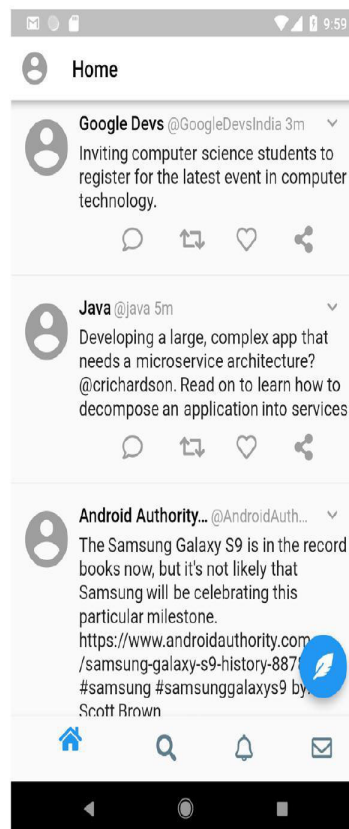 9:59
Home
Google Devs @GoogleDevsIndia 3m
Inviting computer science students to
register for the latest event in computer
technology.
Java @java 5m
Developing a large, complex app that
needs a microservice architecture?
@crichardson. Read on to learn how to
decompose an application into services
Android Authority... @AndroidAuth...
The Samsung Galaxy S9 is in the record
books now, but it's not likely that
Samsung will be celebrating this
particular milestone.
https://www.androidauthority.com
/samsung-galaxy-s9-history-887
#samsung #samsunggalaxys9 by
Scott Brown